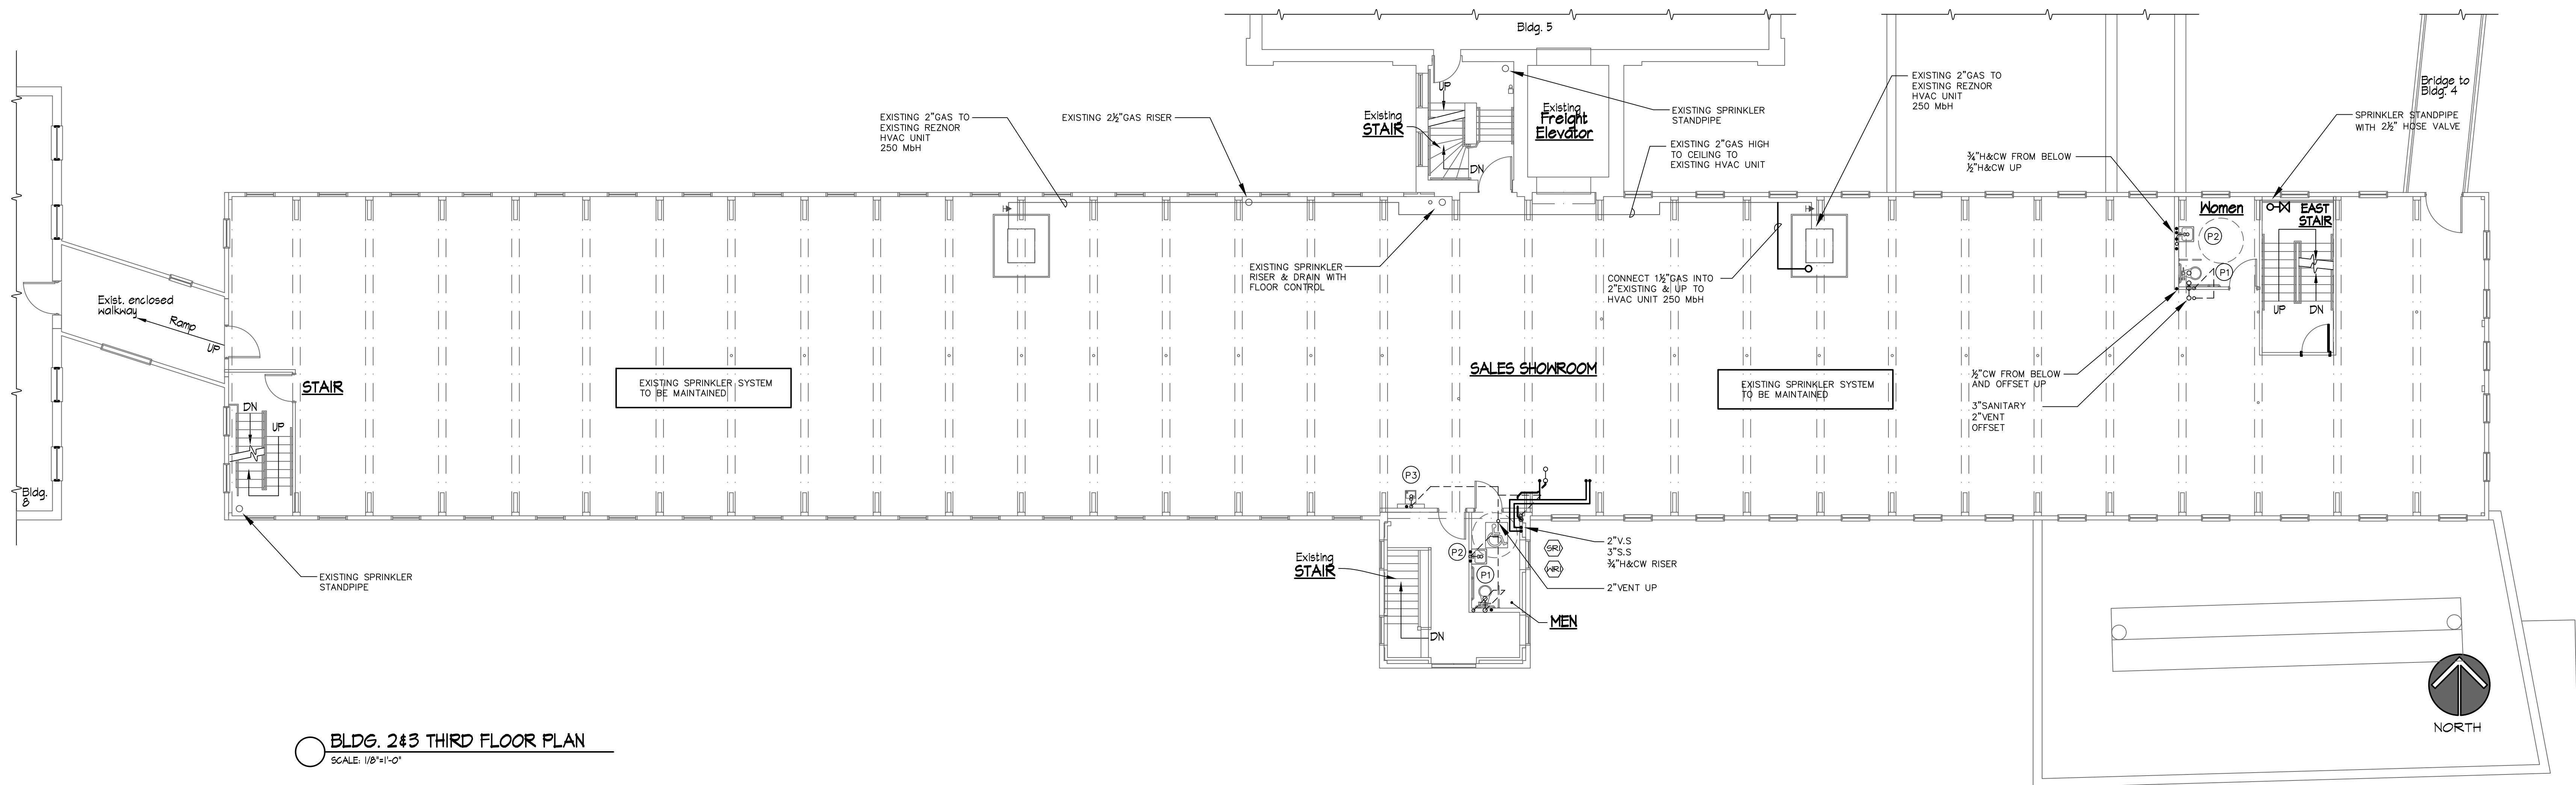 Bldg. 5
EXISTING 2"GAS TO
EXISTING REZNOR
HVAC UNIT
250 MbH
EXISTING 2½"GAS RISER
Existing
STAIR
UP
DN
Existing
Freight
Elevator
EXISTING SPRINKLER
STANDPIPE
EXISTING 2"GAS HIGH
TO CEILING TO
EXISTING HVAC UNIT
EXISTING 2"GAS TO
EXISTING REZNOR
HVAC UNIT
250 MbH
Bridge to
Bldg. 4
SPRINKLER STANDPIPE
WITH 2½" HOSE VALVE
¾"H&CW FROM BELOW
½"H&CW UP
Women
P2
P1
EAST
STAIR
UP
DN
EXISTING SPRINKLER
RISER & DRAIN WITH
FLOOR CONTROL
CONNECT 1½"GAS INTO
2"EXISTING & UP TO
HVAC UNIT 250 MbH
Exist. enclosed
walkway
Ramp
UP
STAIR
DN
UP
EXISTING SPRINKLER SYSTEM
TO BE MAINTAINED
SALES SHOWROOM
EXISTING SPRINKLER SYSTEM
TO BE MAINTAINED
½"CW FROM BELOW
AND OFFSET UP
3"SANITARY
2"VENT
OFFSET
Bldg.
8
EXISTING SPRINKLER
STANDPIPE
P3
P2
P1
Existing
STAIR
DN
2"V.S
3"S.S
¾"H&CW RISER
SR1
WR1
2"VENT UP
MEN
NORTH
BLDG. 2&3 THIRD FLOOR PLAN
SCALE: 1/8"=1'-0"